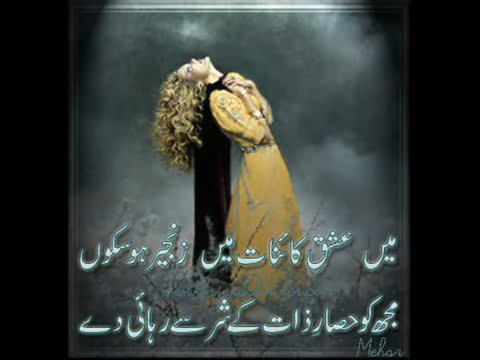 میں عشقِ کائنات میں زنجیر ہو سکوں
مجھ کو حصارِ ذات کے شر سے رہائی دے
Mehar